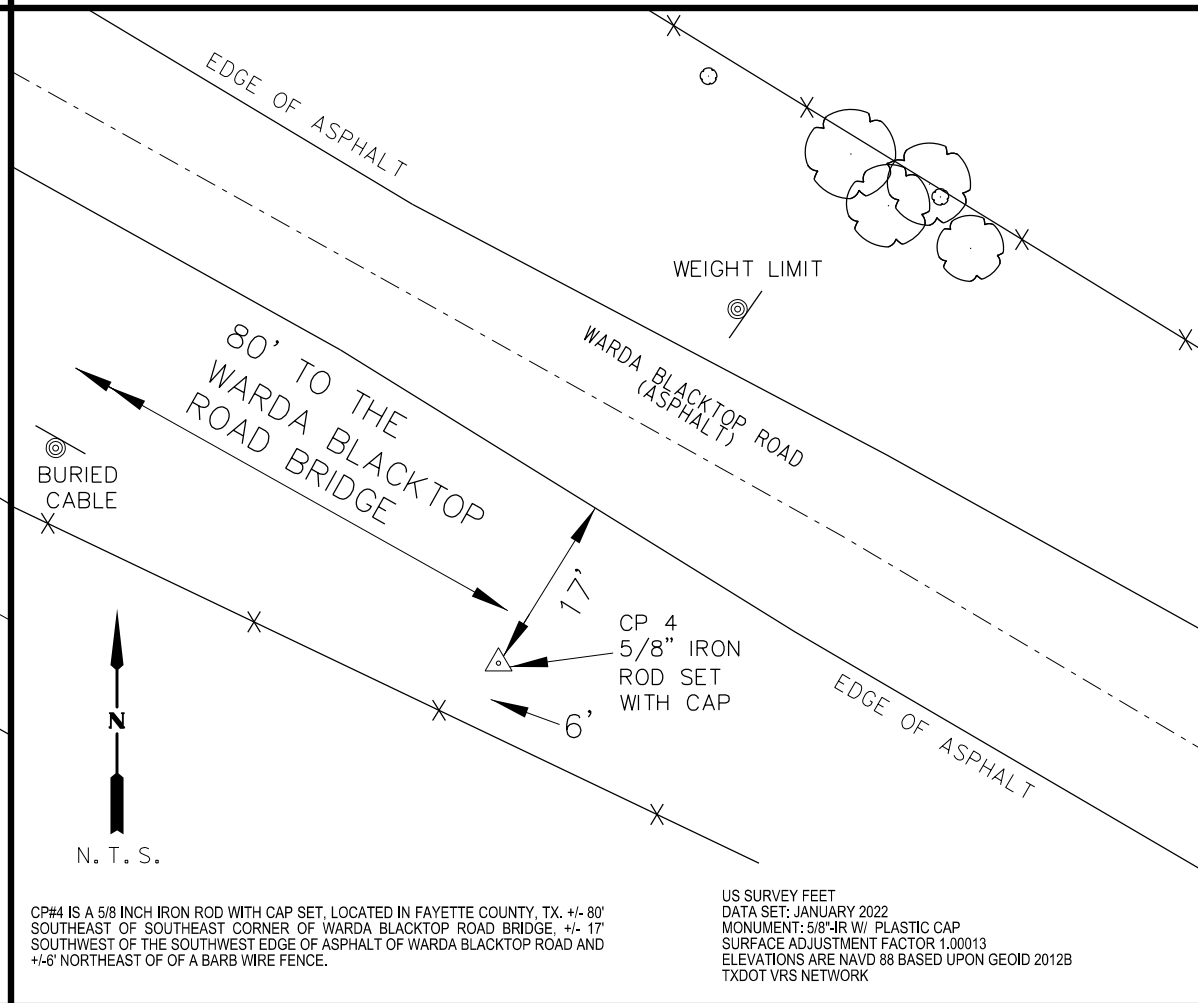 EDGE OF ASPHALT
WEIGHT LIMIT
WARDA BLACKTOP ROAD
(ASPHALT)
80' TO THE
WARDA BLACKTOP
ROAD BRIDGE
BURIED
CABLE
17'
CP 4
5/8" IRON
ROD SET
WITH CAP
6'
EDGE OF ASPHALT
N
N.T.S.
CP#4 IS A 5/8 INCH IRON ROD WITH CAP SET, LOCATED IN FAYETTE COUNTY, TX. +/- 80'
SOUTHEAST OF SOUTHEAST CORNER OF WARDA BLACKTOP ROAD BRIDGE, +/- 17'
SOUTHWEST OF THE SOUTHWEST EDGE OF ASPHALT OF WARDA BLACKTOP ROAD AND
+/-6' NORTHEAST OF OF A BARB WIRE FENCE.
US SURVEY FEET
DATA SET: JANUARY 2022
MONUMENT: 5/8"-IR W/ PLASTIC CAP
SURFACE ADJUSTMENT FACTOR 1.00013
ELEVATIONS ARE NAVD 88 BASED UPON GEOID 2012B
TXDOT VRS NETWORK